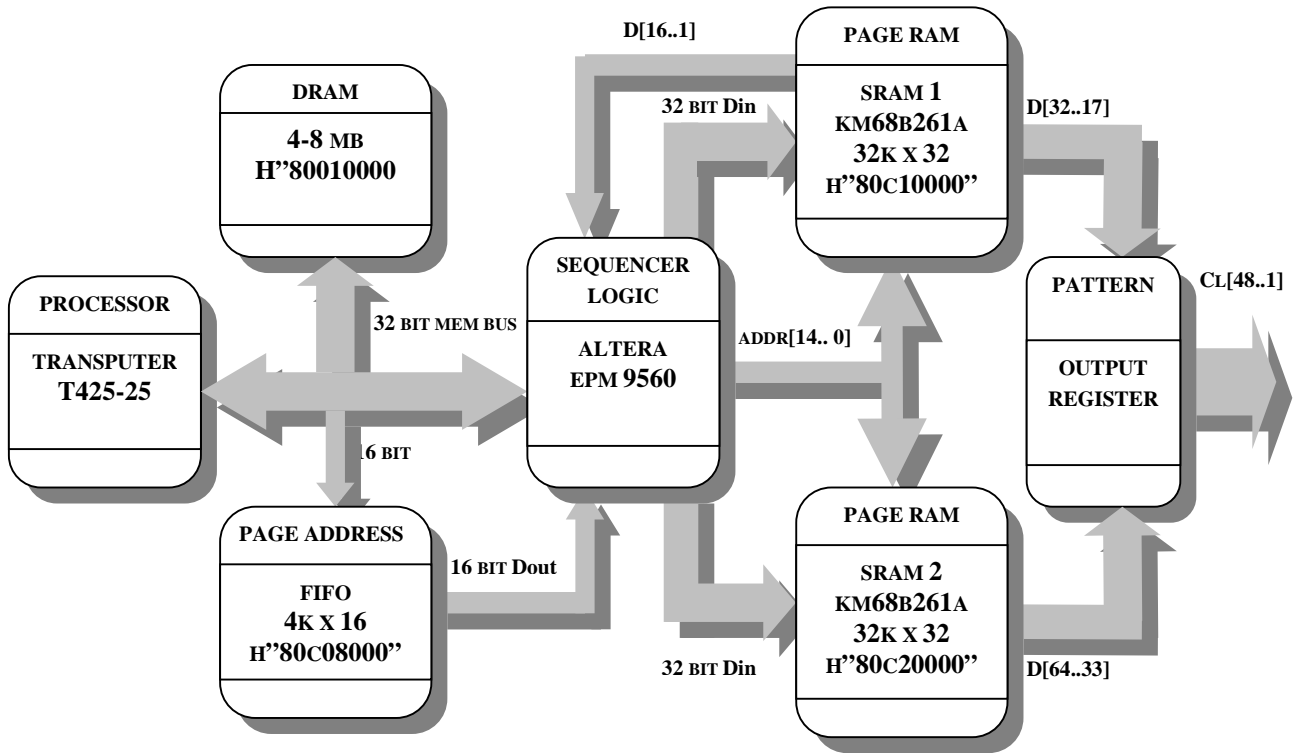 D[16..1]
PAGE RAM
SRAM 1
KM68B261A
32K X 32
H"80C10000"
32 BIT Din
D[32..17]
DRAM
4-8 MB
H"80010000
PROCESSOR
TRANSPUTER
T425-25
32 BIT MEM BUS
16 BIT
SEQUENCER
LOGIC
ALTERA
EPM 9560
ADDR[14.. 0]
PATTERN
OUTPUT
REGISTER
CL[48..1]
PAGE ADDRESS
FIFO
4K X 16
H"80C08000"
16 BIT Dout
PAGE RAM
SRAM 2
KM68B261A
32K X 32
H"80C20000"
32 BIT Din
D[64..33]